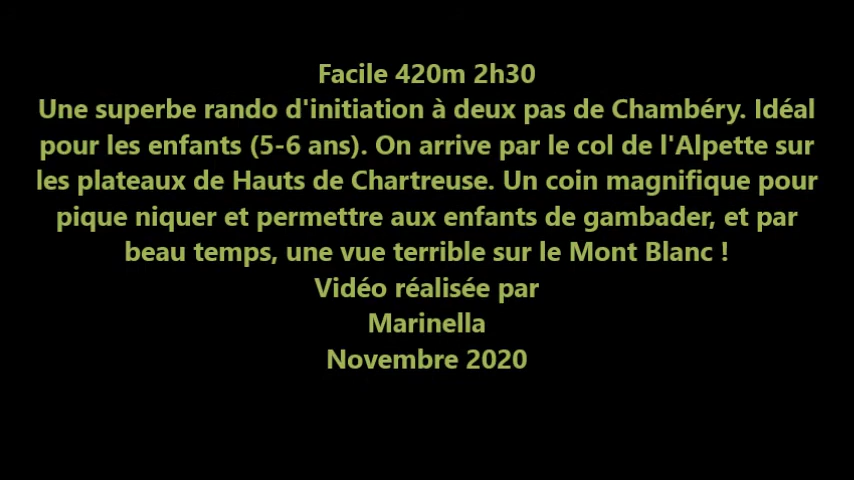 Facile 420m 2h30
Une superbe rando d'initiation à deux pas de Chambéry. Idéal
pour les enfants (5-6 ans). On arrive par le col de l'Alpette sur
les plateaux de Hauts de Chartreuse. Un coin magnifique pour
pique niquer et permettre aux enfants de gambader, et par
beau temps, une vue terrible sur le Mont Blanc !
Vidéo réalisée par
Marinella
Novembre 2020